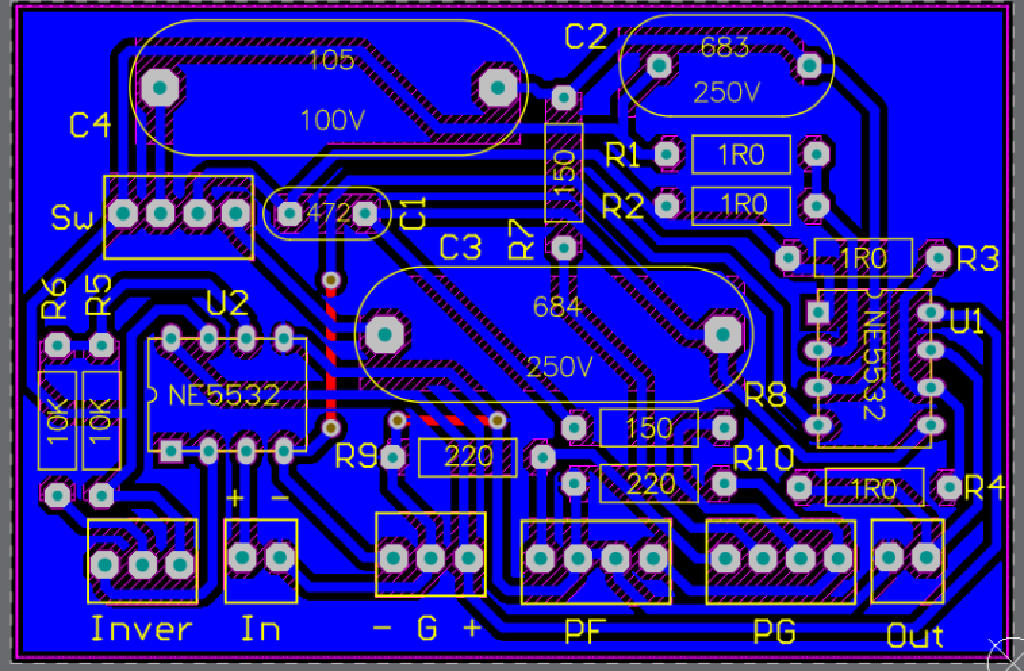 C2
683
250V
105
100V
C4
R1
1R0
150
R2
1R0
Sw
472
C1
C3
R7
1R0
R3
R6
R5
U2
684
250V
U1
NE5532
NE5532
10K
10K
R8
150
R9
220
R10
220
1R0
R4
+ -
Inver
In
- G +
PF
PG
Out